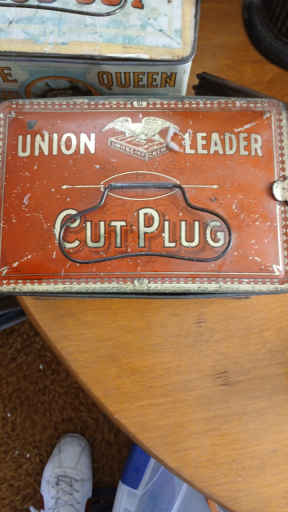 QUEEN
UNION LEADER
CUT PLUG